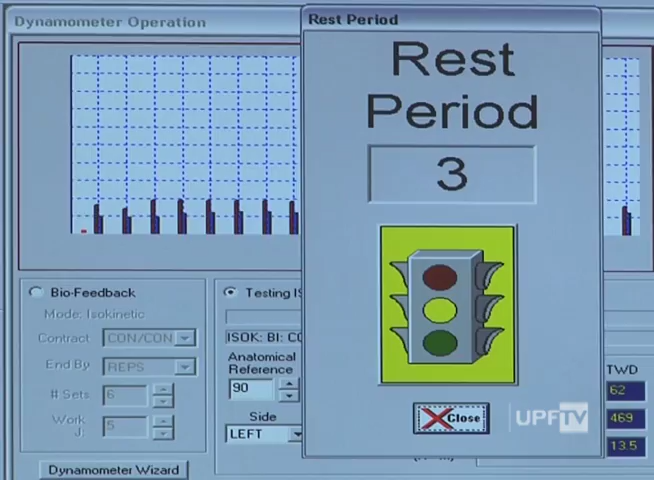 Dynamometer Operation
Rest Period
Rest
Period
3
Bio-Feedback
Mode: Isokinetic
Contract
CON/CON
End By
REPS
# Sets
6
Work
J:
5
Testing
ISOK: BI:
Anatomical
Reference
90
Side
LEFT
Close
UPFTV
TWD
62
469
13.5
Dynamometer Wizard